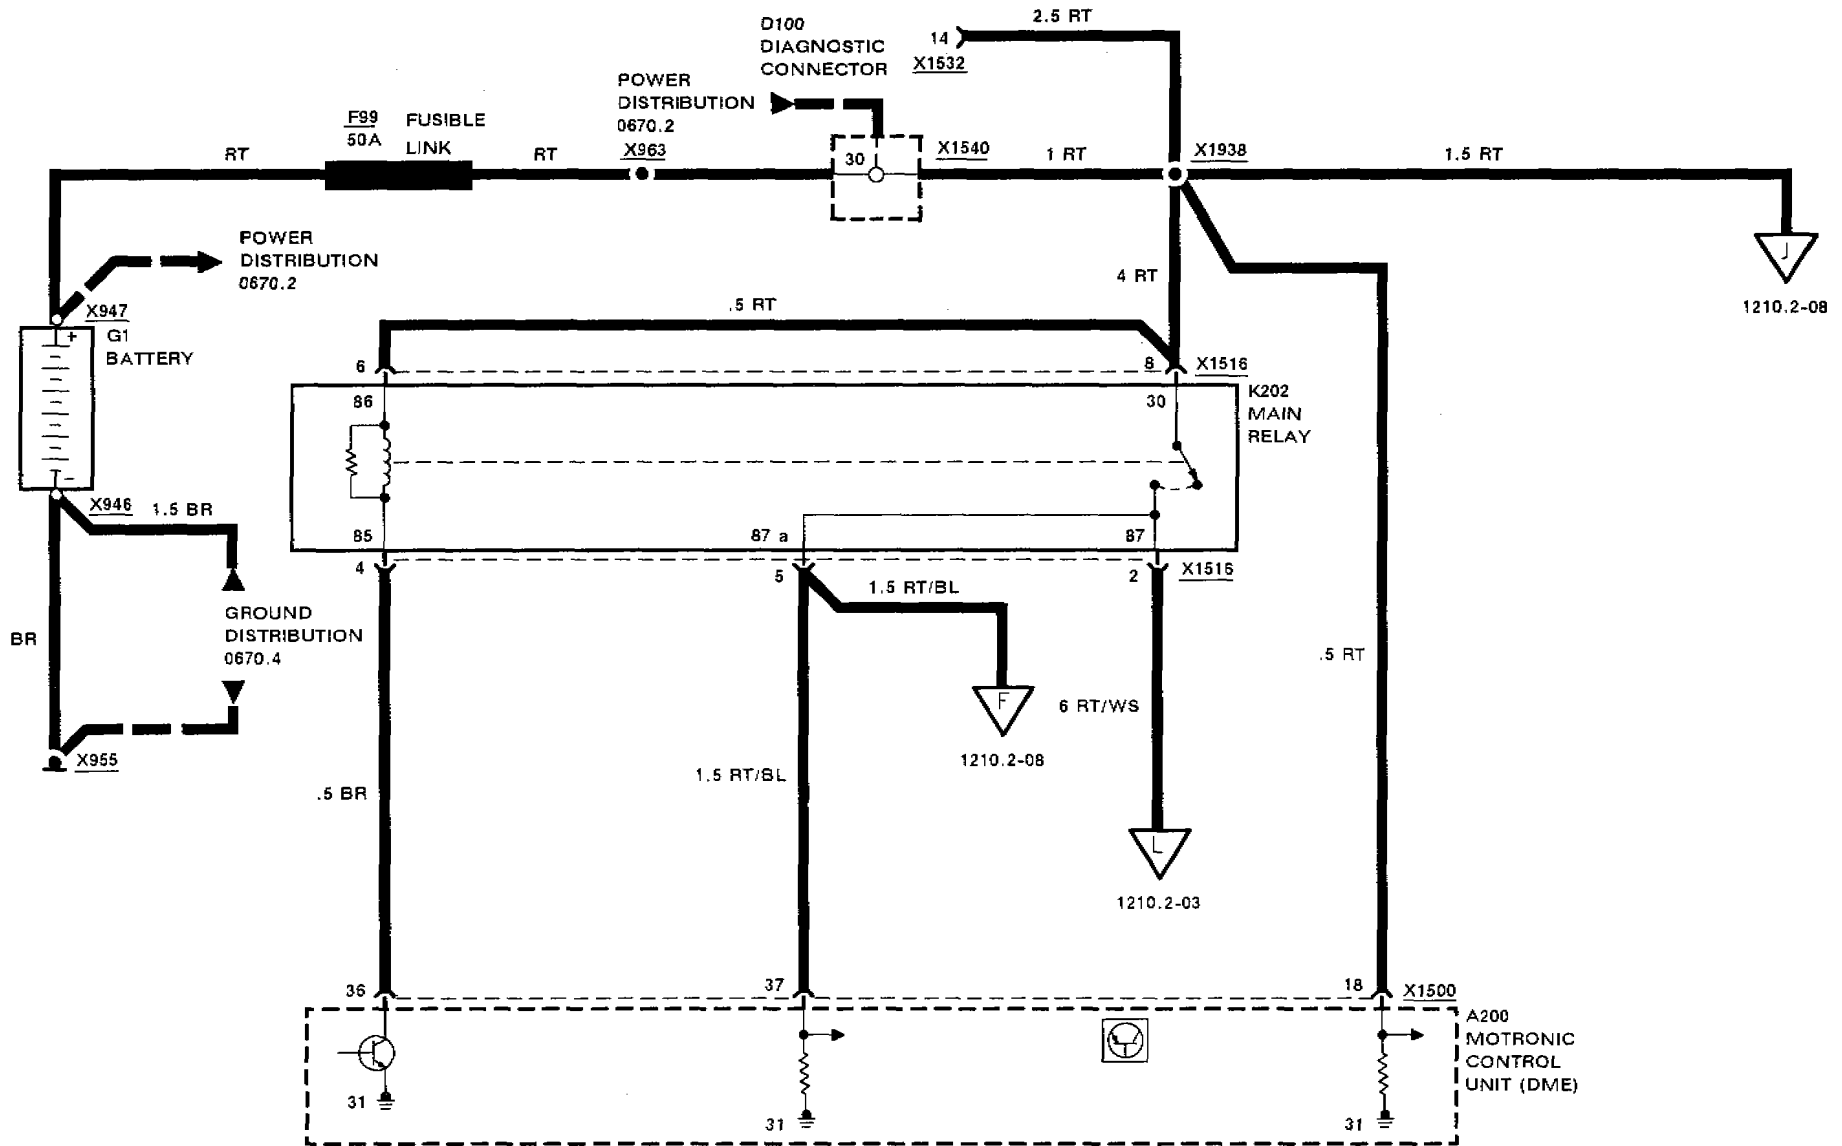 2.5 RT
D100
DIAGNOSTIC
CONNECTOR
14
X1532
POWER
DISTRIBUTION
0670.2
F99
50A
FUSIBLE
LINK
RT
RT
X963
30
X1540
1 RT
X1938
1.5 RT
POWER
DISTRIBUTION
0670.2
J
1210.2-08
4 RT
.5 RT
X947
+
G1
BATTERY
-
6
8
X1516
86
30
K202
MAIN
RELAY
X946
1.5 BR
85
87 a
87
4
5
2
X1516
1.5 RT/BL
GROUND
DISTRIBUTION
0670.4
BR
.5 RT
F
6 RT/WS
1210.2-08
X955
1.5 RT/BL
.5 BR
L
1210.2-03
36
37
18
X1500
A200
MOTRONIC
CONTROL
UNIT (DME)
31
31
31